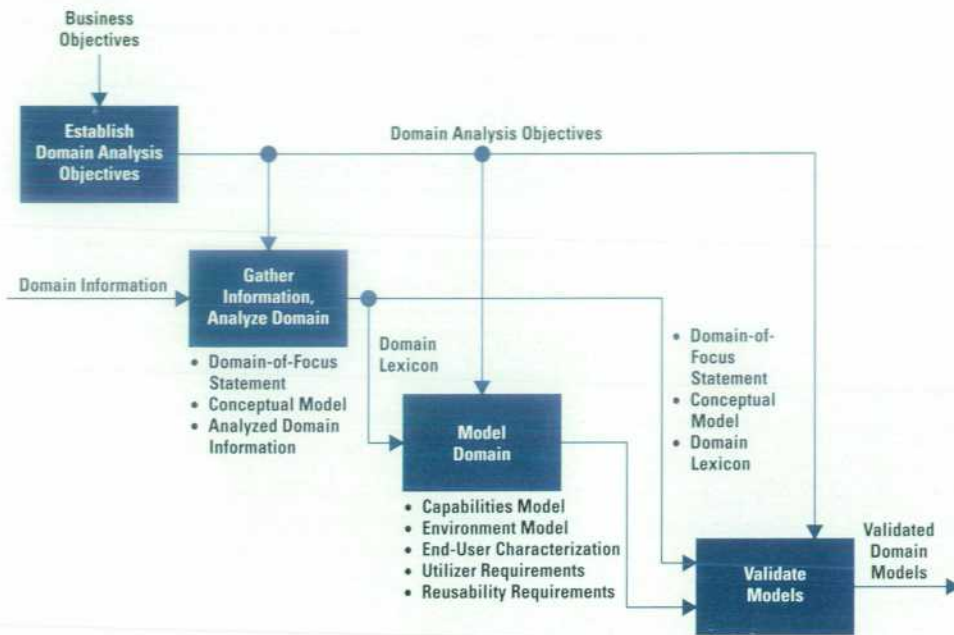 Business
Objectives
Establish
Domain Analysis
Objectives
Domain Analysis Objectives
Domain Information
Gather
Information,
Analyze Domain
• Domain-of-Focus
Statement
• Conceptual Model
• Analyzed Domain
Information
Domain
Lexicon
Model
Domain
• Capabilities Model
• Environment Model
• End-User Characterization
• Utilizer Requirements
• Reusability Requirements
• Domain-of-
Focus
Statement
• Conceptual
Model
• Domain
Lexicon
Validate
Models
Validated
Domain
Models